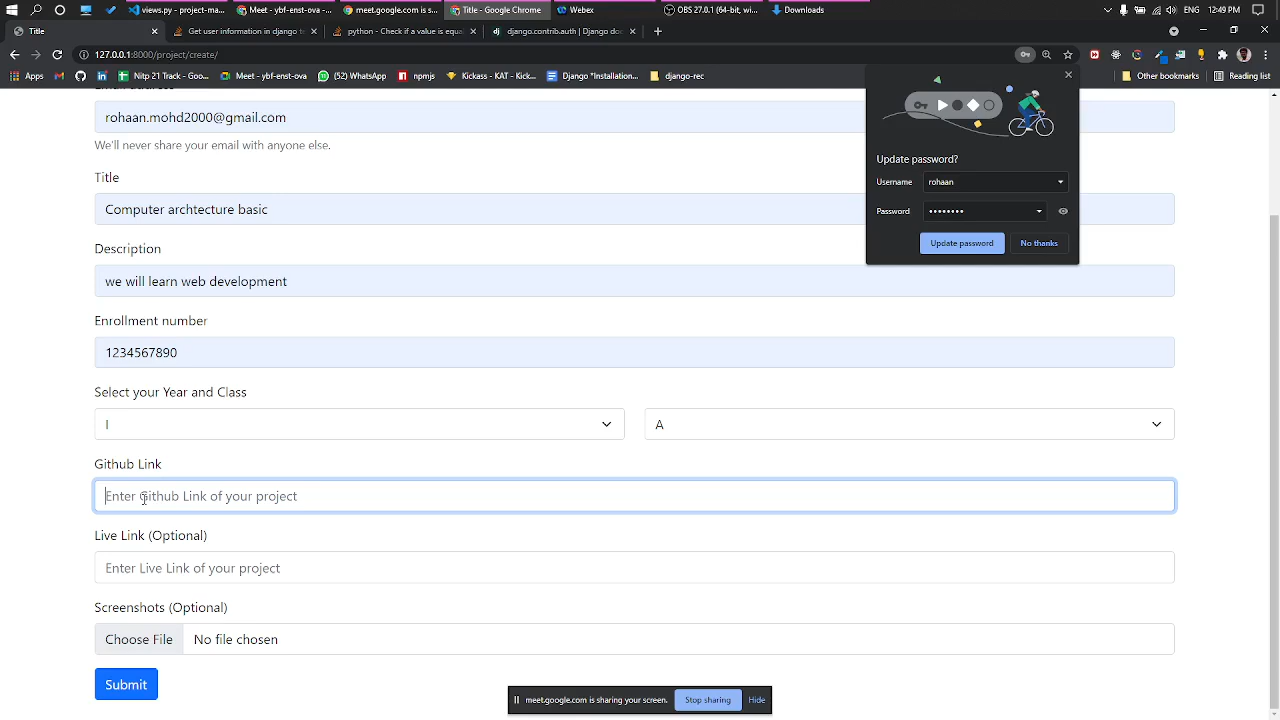 views.py - project-ma...
Meet - ybf-enst-ova - ...
meet.google.com is s...
Title - Google Chrome
Webex
OBS 27.0.1 (64-bit, wi...
Downloads
ENG
12:49 PM
Title
Get user information in django te
python - Check if a value is equa
django.contrib.auth | Django doc
127.0.0.1:8000/project/create/
Apps
Nitp 21 Track - Goo...
Meet - ybf-enst-ova
(52) WhatsApp
npmjs
Kickass - KAT - Kick...
Django *Installation...
django-rec
Other bookmarks
Reading list
Email address
rohaan.mohd2000@gmail.com
We'll never share your email with anyone else.
Update password?
Username rohaan
Password ••••••••
Update password No thanks
Title
Computer archtecture basic
Description
we will learn web development
Enrollment number
1234567890
Select your Year and Class
I
A
Github Link
Enter Github Link of your project
Live Link (Optional)
Enter Live Link of your project
Screenshots (Optional)
Choose File No file chosen
Submit
meet.google.com is sharing your screen. Stop sharing Hide